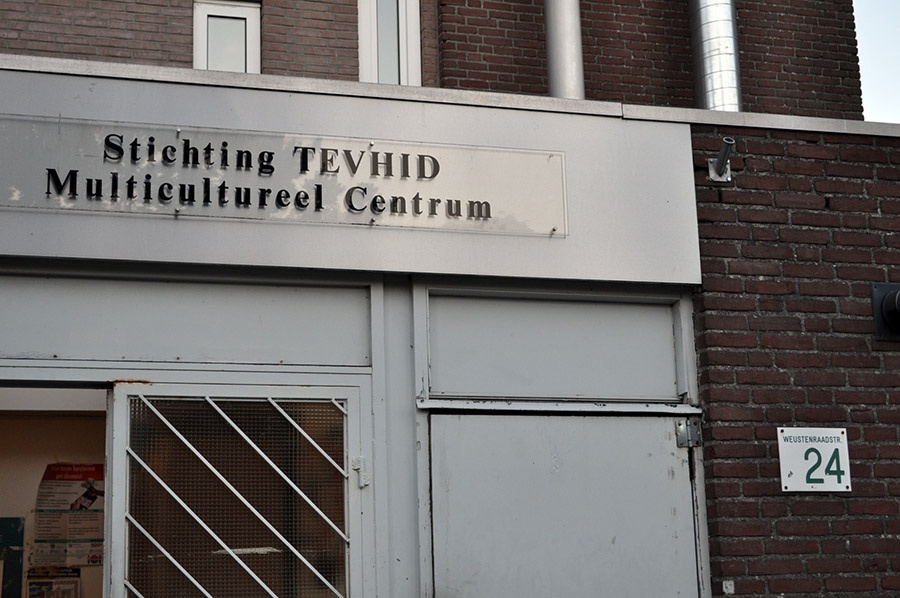 Stichting TEVHID
Multicultureel Centrum
WEUSTENRAADSTR.
24